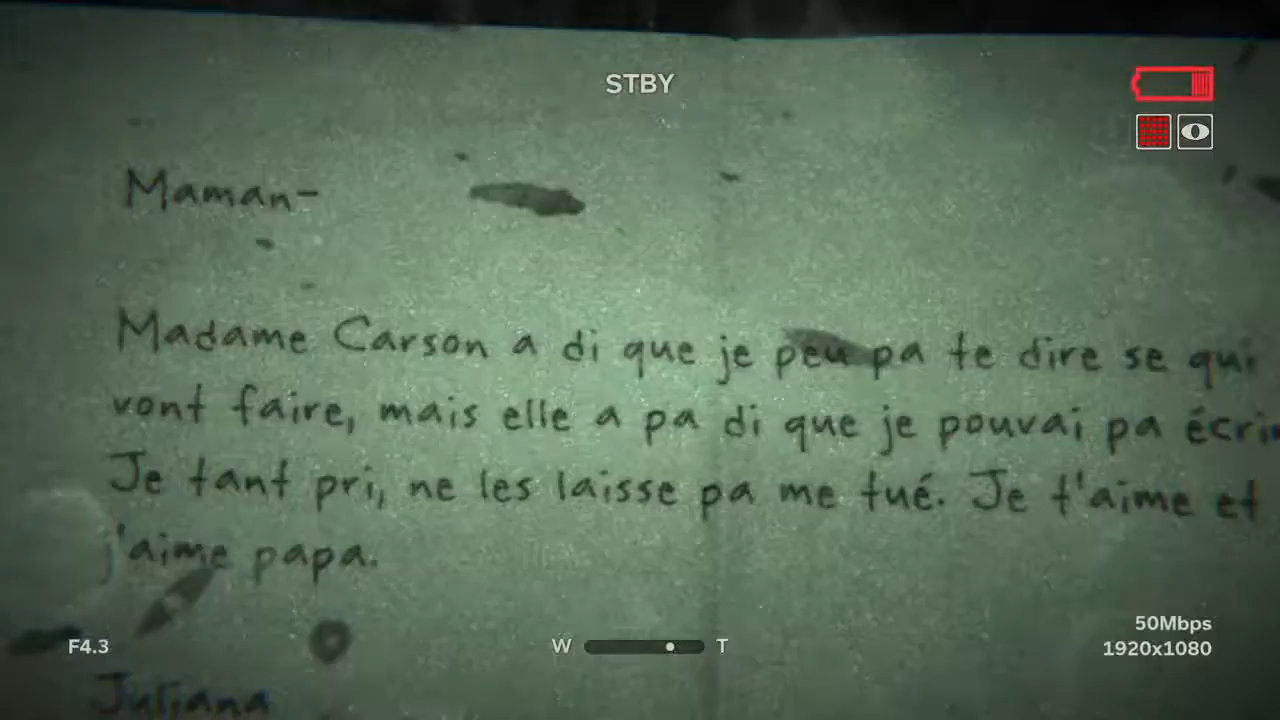 STBY
Maman-
Madame Carson a di que je peu pa te dire se qui
vont faire, mais elle a pa di que je pouvai pa
Je tant pri, ne les laisse pa me tué. Je t'aime et
j'aime papa.
F4.3
W T
50Mbps
1920x1080
Juliana